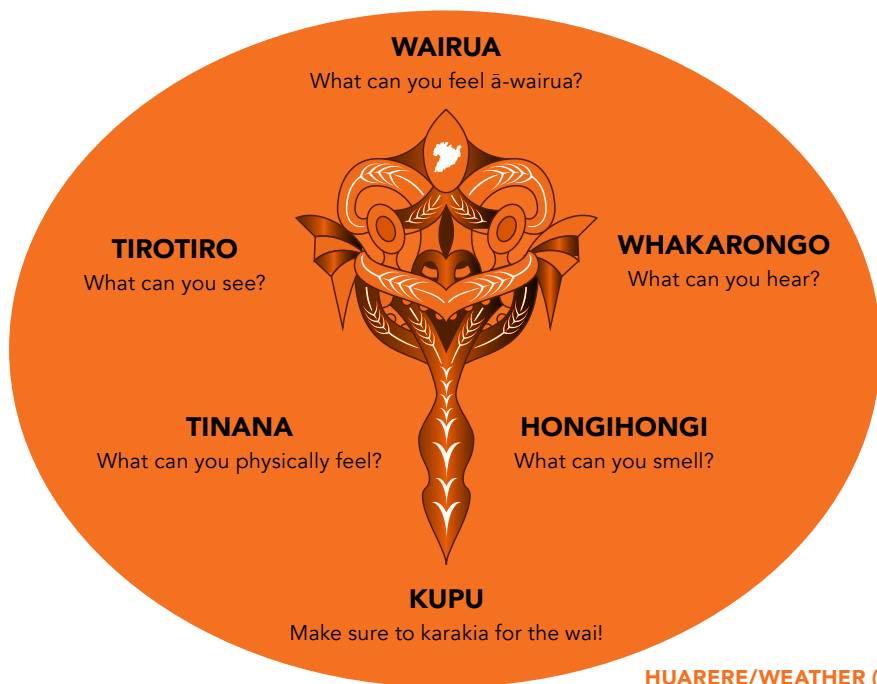 WAIRUA
What can you feel ā-wairua?
TIROTIRO
What can you see?
WHAKARONGO
What can you hear?
TINANA
What can you physically feel?
HONGIHONGI
What can you smell?
KUPU
Make sure to karakia for the wai!
HUARERE/WEATHER (